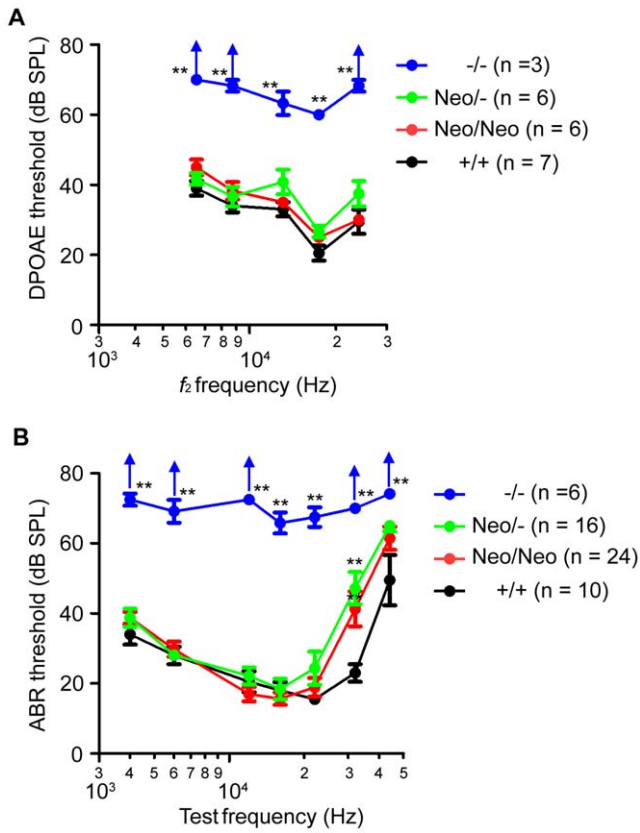 A
80
60
40
20
0
DPOAE threshold (dB SPL)
** ** ** ** **
3 4 5 6 7 8 9 2 3
10³ 10⁴
f₂ frequency (Hz)
-/- (n =3)
Neo/- (n = 6)
Neo/Neo (n = 6)
+/+ (n = 7)
B
80
60
40
20
0
ABR threshold (dB SPL)
** ** ** ** ** ** **
**
**
3 4 5 6 7 8 9 2 3 4 5
10³ 10⁴
Test frequency (Hz)
-/- (n =6)
Neo/- (n = 16)
Neo/Neo (n = 24)
+/+ (n = 10)